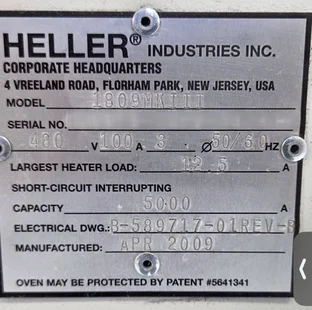 HELLER® INDUSTRIES INC.
CORPORATE HEADQUARTERS
4 VREELAND ROAD, FLORHAM PARK, NEW JERSEY, USA
MODEL 1809MKIII
SERIAL NO.
480 V 100 A 3 Ø 50/60 HZ
LARGEST HEATER LOAD: 12.5 A
SHORT-CIRCUIT INTERRUPTING
CAPACITY 5000 A
ELECTRICAL DWG.: B-589717-01REV-
MANUFACTURED: APR 2009
OVEN MAY BE PROTECTED BY PATENT #5641341